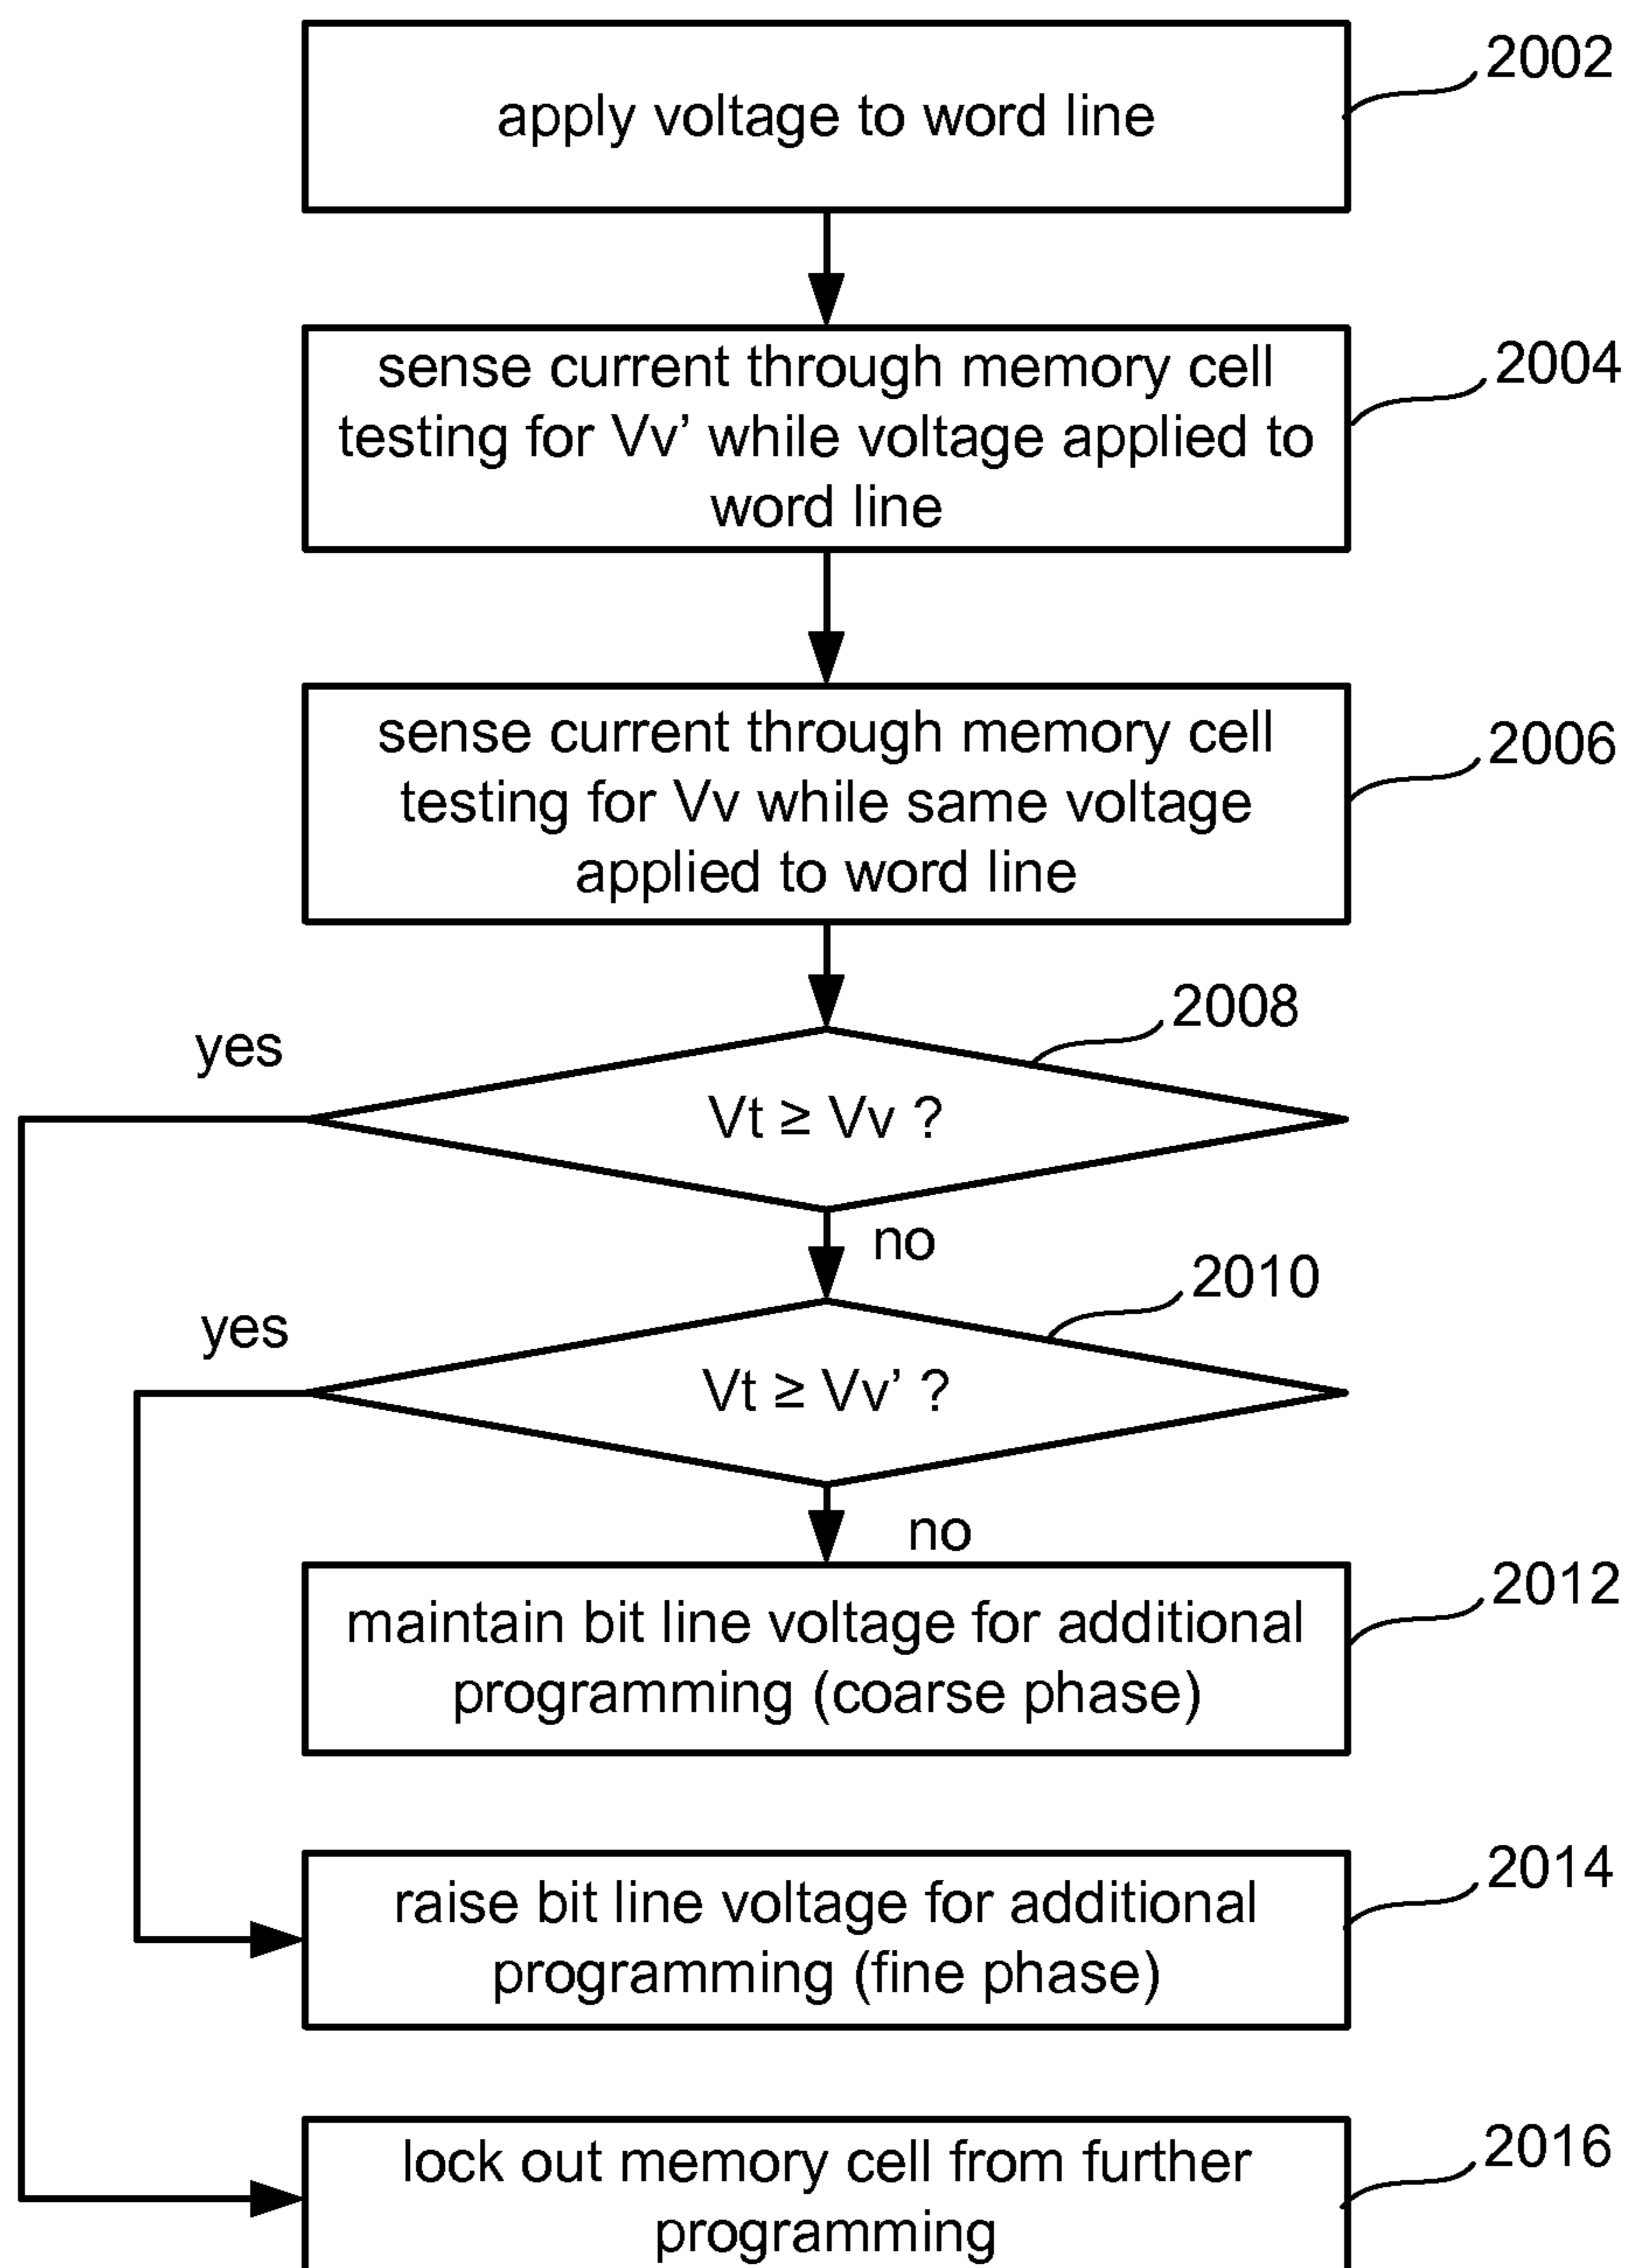 2002
apply voltage to word line
2004
sense current through memory cell
testing for Vv’ while voltage applied to
word line
2006
sense current through memory cell
testing for Vv while same voltage
applied to word line
2008
yes
Vt ≥ Vv ?
no
2010
yes
Vt ≥ Vv’ ?
no
2012
maintain bit line voltage for additional
programming (coarse phase)
2014
raise bit line voltage for additional
programming (fine phase)
2016
lock out memory cell from further
programming